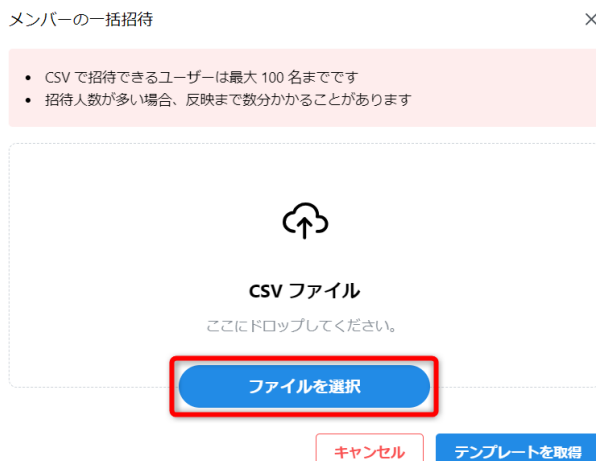 メンバーの一括招待
• CSV で招待できるユーザーは最大 100 名までです
• 招待人数が多い場合、反映まで数分かかることがあります
CSV ファイル
ここにドロップしてください。
ファイルを選択
キャンセル テンプレートを取得